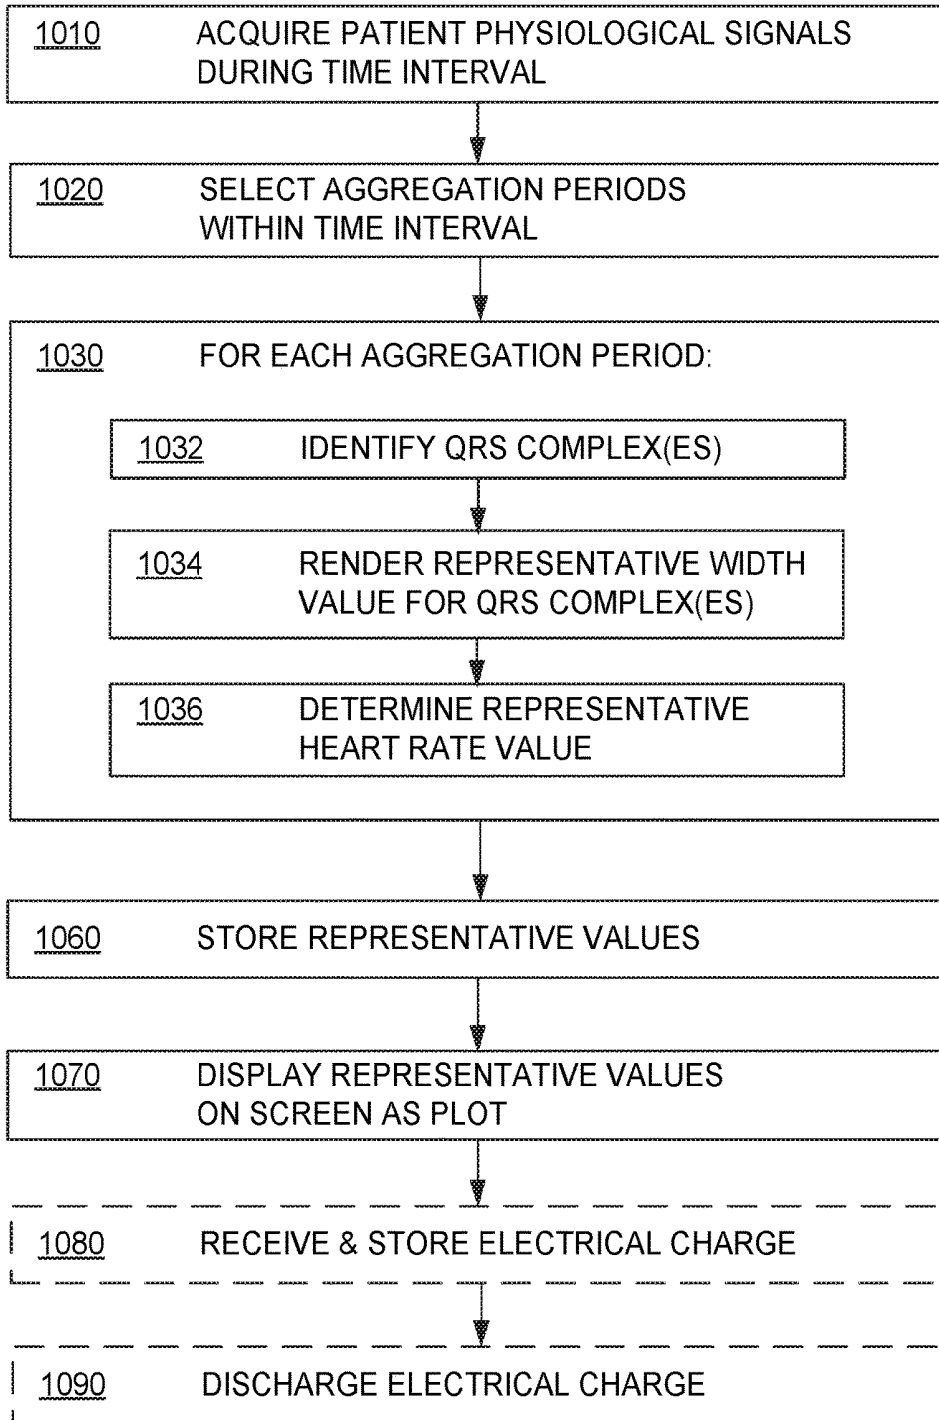 1010 ACQUIRE PATIENT PHYSIOLOGICAL SIGNALS
DURING TIME INTERVAL
1020 SELECT AGGREGATION PERIODS
WITHIN TIME INTERVAL
1030 FOR EACH AGGREGATION PERIOD:
1032 IDENTIFY QRS COMPLEX(ES)
1034 RENDER REPRESENTATIVE WIDTH
VALUE FOR QRS COMPLEX(ES)
1036 DETERMINE REPRESENTATIVE
HEART RATE VALUE
1060 STORE REPRESENTATIVE VALUES
1070 DISPLAY REPRESENTATIVE VALUES
ON SCREEN AS PLOT
1080 RECEIVE & STORE ELECTRICAL CHARGE
1090 DISCHARGE ELECTRICAL CHARGE